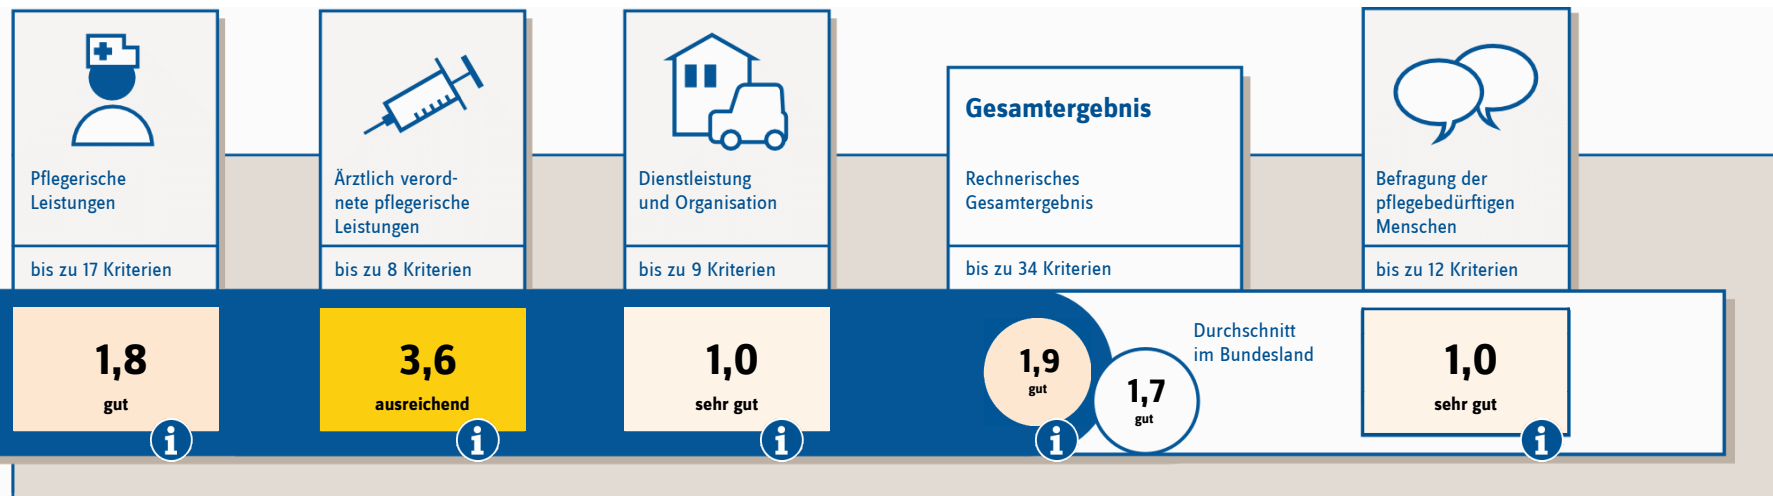 Pflegerische
Leistungen
bis zu 17 Kriterien
1,8
gut
i
Ärztlich verord-
nete pflegerische
Leistungen
bis zu 8 Kriterien
3,6
ausreichend
i
Dienstleistung
und Organisation
bis zu 9 Kriterien
1,0
sehr gut
i
Gesamtergebnis
Rechnerisches
Gesamtergebnis
bis zu 34 Kriterien
1,9
gut
i
1,7
gut
Durchschnitt
im Bundesland
Befragung der
pflegebedürftigen
Menschen
bis zu 12 Kriterien
1,0
sehr gut
i